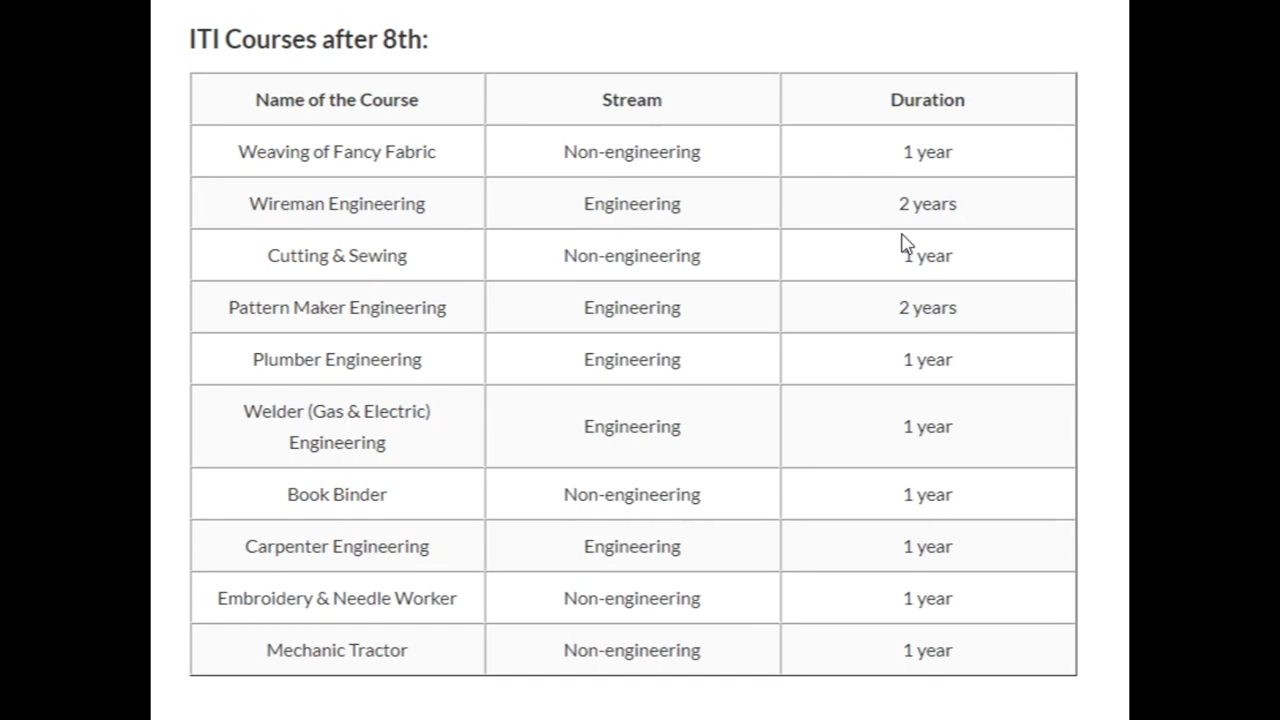 ITI Courses after 8th:
Name of the Course Stream Duration
Weaving of Fancy Fabric Non-engineering 1 year
Wireman Engineering Engineering 2 years
Cutting & Sewing Non-engineering 1 year
Pattern Maker Engineering Engineering 2 years
Plumber Engineering Engineering 1 year
Welder (Gas & Electric)
Engineering Engineering 1 year
Book Binder Non-engineering 1 year
Carpenter Engineering Engineering 1 year
Embroidery & Needle Worker Non-engineering 1 year
Mechanic Tractor Non-engineering 1 year